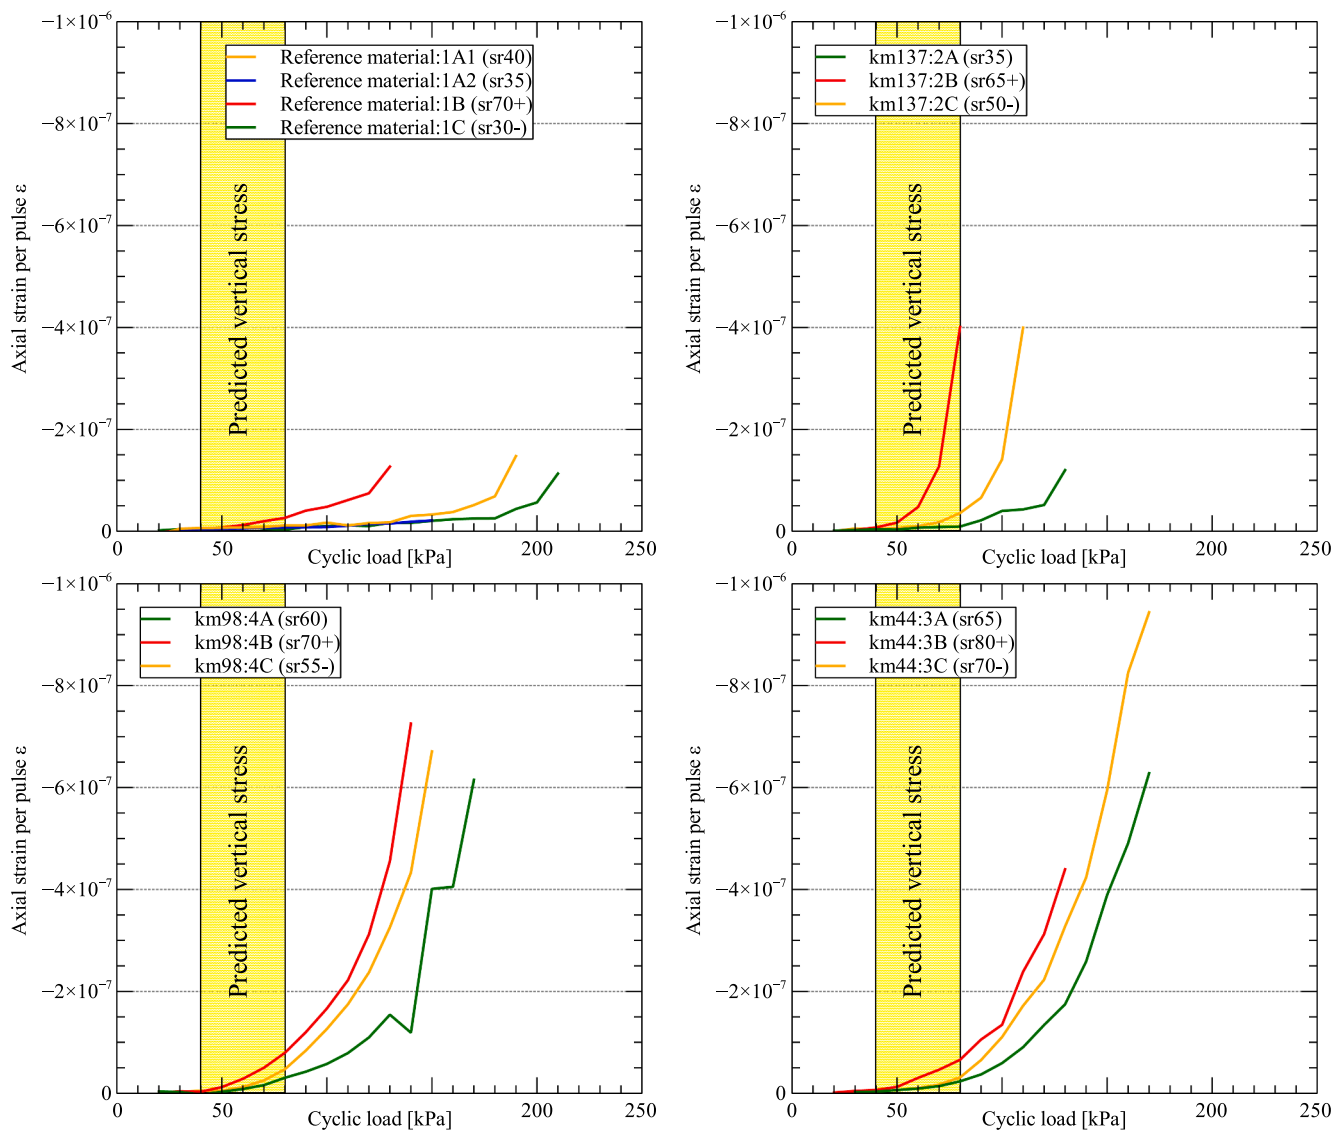 −1×10⁻⁶
−8×10⁻⁷
−6×10⁻⁷
−4×10⁻⁷
−2×10⁻⁷
0
Axial strain per pulse ε
Reference material:1A1 (sr40)
Reference material:1A2 (sr35)
Reference material:1B (sr70+)
Reference material:1C (sr30-)
Predicted vertical stress
0 50 200 250
Cyclic load [kPa]
−1×10⁻⁶
−8×10⁻⁷
−6×10⁻⁷
−4×10⁻⁷
−2×10⁻⁷
0
Axial strain per pulse ε
km137:2A (sr35)
km137:2B (sr65+)
km137:2C (sr50-)
Predicted vertical stress
0 50 200 250
Cyclic load [kPa]
−1×10⁻⁶
−8×10⁻⁷
−6×10⁻⁷
−4×10⁻⁷
−2×10⁻⁷
0
Axial strain per pulse ε
km98:4A (sr60)
km98:4B (sr70+)
km98:4C (sr55-)
Predicted vertical stress
0 50 200 250
Cyclic load [kPa]
−1×10⁻⁶
−8×10⁻⁷
−6×10⁻⁷
−4×10⁻⁷
−2×10⁻⁷
0
Axial strain per pulse ε
km44:3A (sr65)
km44:3B (sr80+)
km44:3C (sr70-)
Predicted vertical stress
0 50 200 250
Cyclic load [kPa]